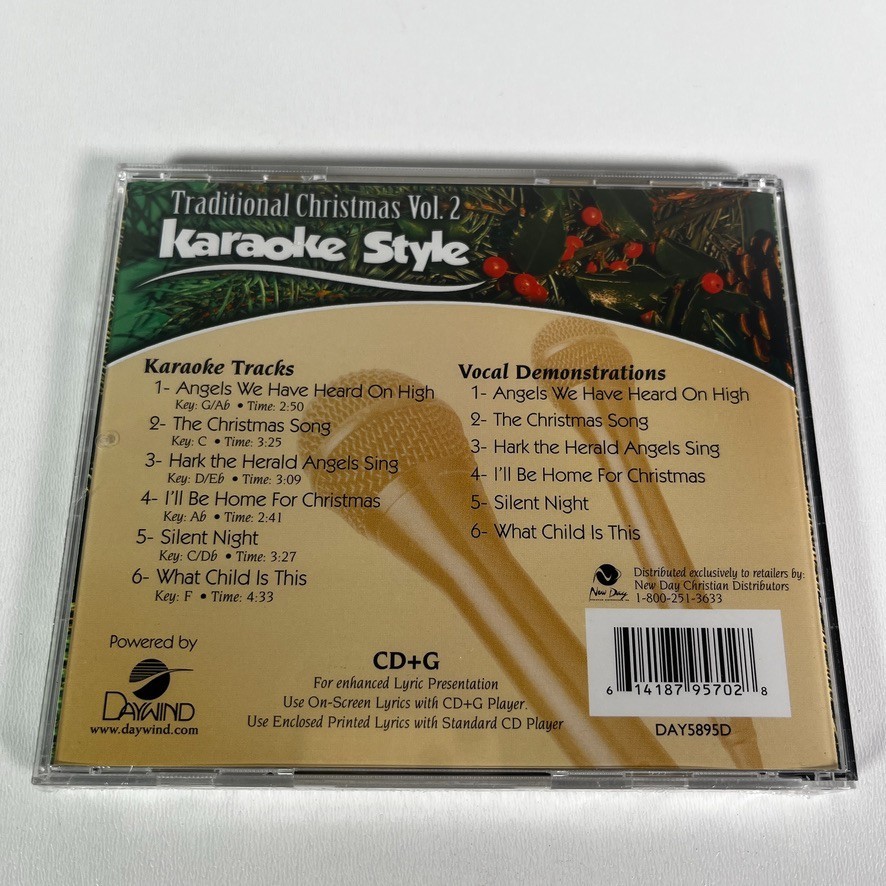 Traditional Christmas Vol. 2
Karaoke Style
Karaoke Tracks
1- Angels We Have Heard On High
Key: G/Ab • Time: 2:50
2- The Christmas Song
Key: C • Time: 3:25
3- Hark the Herald Angels Sing
Key: D/Eb • Time: 3:09
4- I'll Be Home For Christmas
Key: Ab • Time: 2:41
5- Silent Night
Key: C/Db • Time: 3:27
6- What Child Is This
Key: F • Time: 4:33
Vocal Demonstrations
1- Angels We Have Heard On High
2- The Christmas Song
3- Hark the Herald Angels Sing
4- I'll Be Home For Christmas
5- Silent Night
6- What Child Is This
New Day
Distributed exclusively to retailers by:
New Day Christian Distributors
1-800-251-3633
Powered by
DAYWIND
www.daywind.com
CD+G
For enhanced Lyric Presentation
Use On-Screen Lyrics with CD+G Player.
Use Enclosed Printed Lyrics with Standard CD Player
6 14187 95702 8
DAY5895D